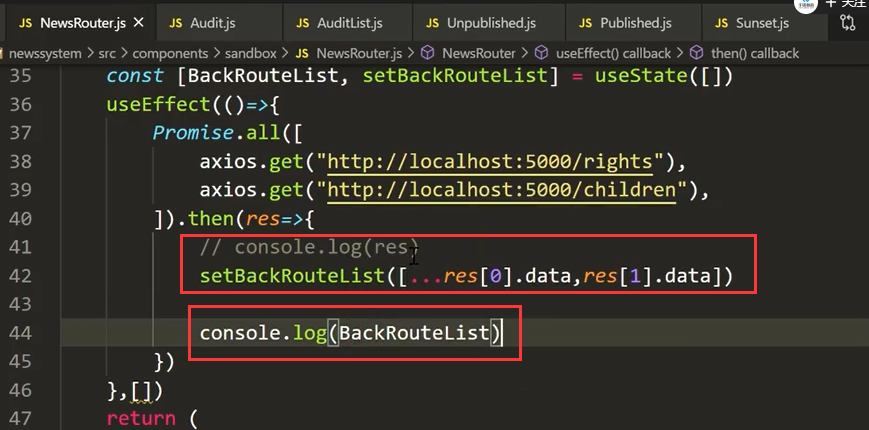 JS NewsRouter.js × JS Audit.js JS AuditList.js JS Unpublished.js JS Published.js JS Sunset.js
newssystem > src > components > sandbox > JS NewsRouter.js > NewsRouter > useEffect() callback > then() callback
35 const [BackRouteList, setBackRouteList] = useState([])
36 useEffect(()=>{
37 Promise.all([
38 axios.get("http://localhost:5000/rights"),
39 axios.get("http://localhost:5000/children"),
40 ]).then(res=>{
41 // console.log(res)
42 setBackRouteList([...res[0].data,res[1].data])
43
44 console.log(BackRouteList)
45 })
46 },[])
47 return (